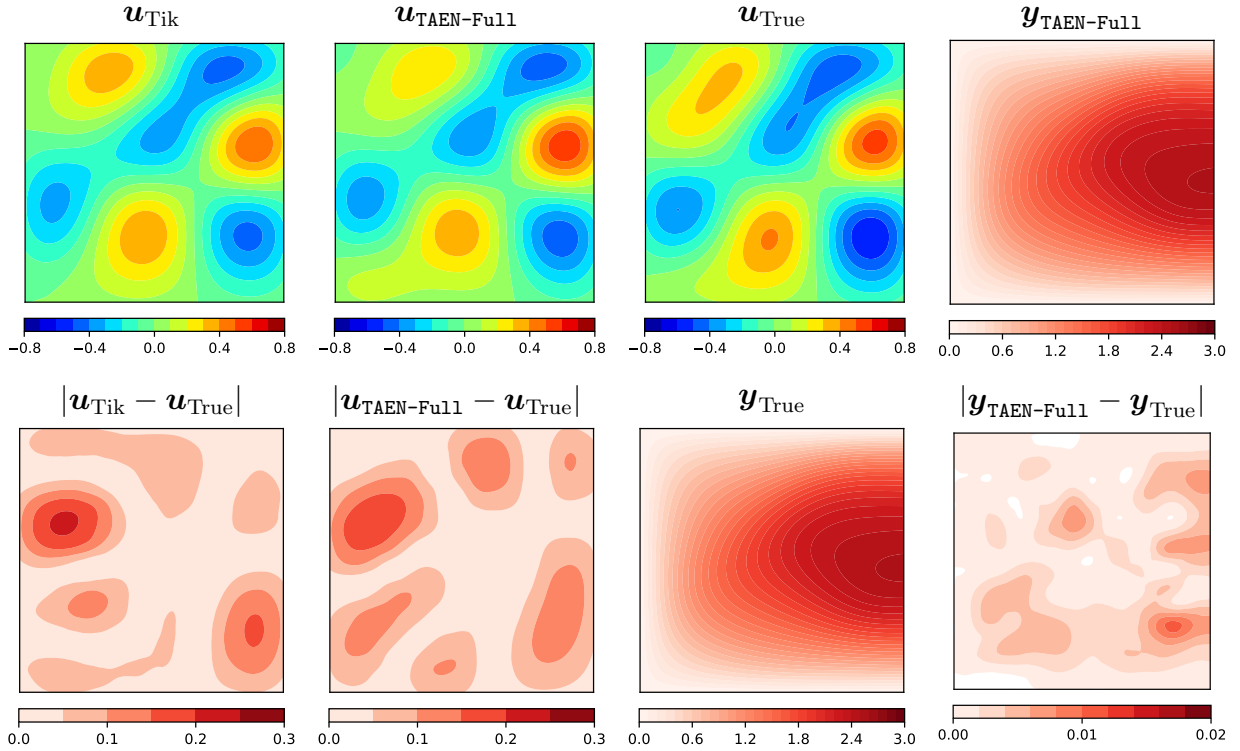 u_Tik u_TAEN-Full u_True y_TAEN-Full
−0.8 −0.4 0.0 0.4 0.8 −0.8 −0.4 0.0 0.4 0.8 −0.8 −0.4 0.0 0.4 0.8 0.0 0.6 1.2 1.8 2.4 3.0
|u_Tik − u_True| |u_TAEN-Full − u_True| y_True |y_TAEN-Full − y_True|
0.0 0.1 0.2 0.3 0.0 0.1 0.2 0.3 0.0 0.6 1.2 1.8 2.4 3.0 0.00 0.01 0.02